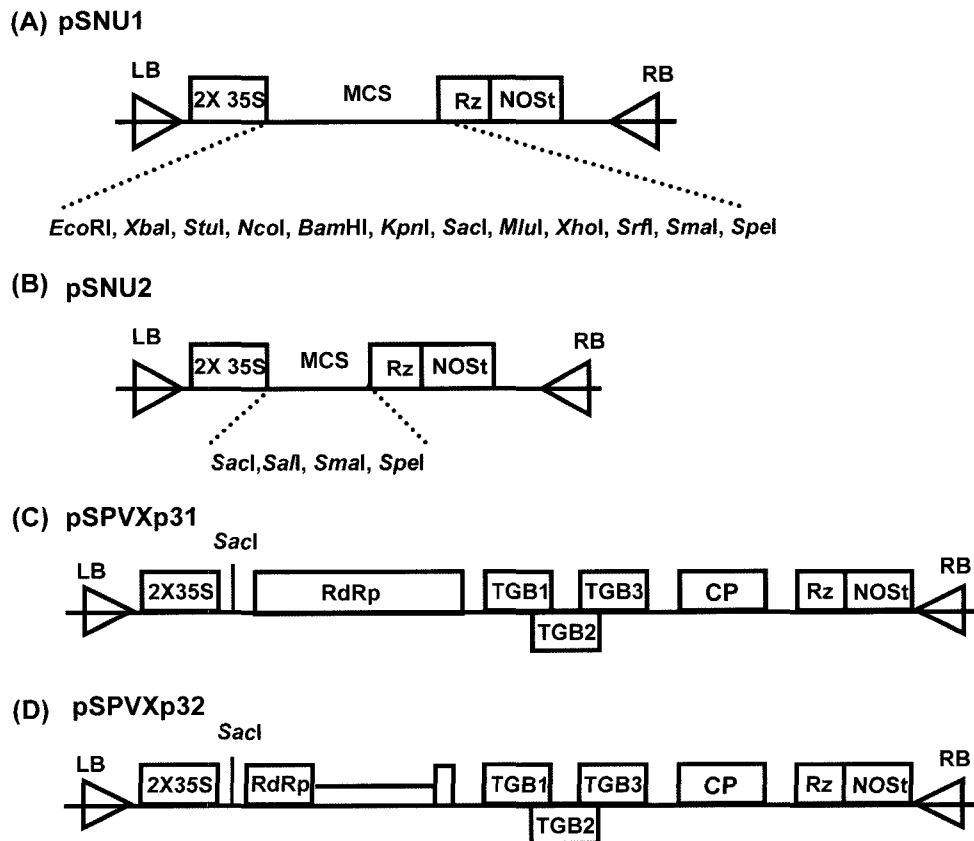 (A) pSNU1
LB
RB
2X 35S
MCS
Rz
NOSt
EcoRI, XbaI, StuI, NcoI, BamHI, KpnI, SacI, MluI, XhoI, SrfI, SmaI, SpeI
(B) pSNU2
LB
RB
2X 35S
MCS
Rz
NOSt
SacI,SalI, SmaI, SpeI
(C) pSPVXp31
SacI
LB
RB
2X35S
RdRp
TGB1
TGB3
CP
Rz
NOSt
TGB2
(D) pSPVXp32
SacI
LB
RB
2X35S
RdRp
TGB1
TGB3
CP
Rz
NOSt
TGB2